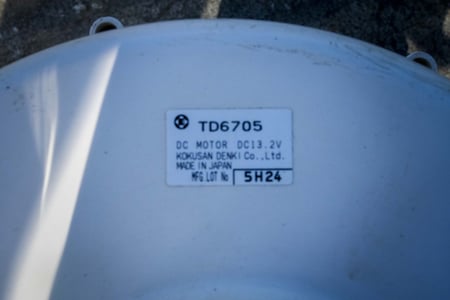 TD6705
DC MOTOR DC13.2V
KOKUSAN DENKI Co.,Ltd.
MADE IN JAPAN
MFG.LOT No 5H24